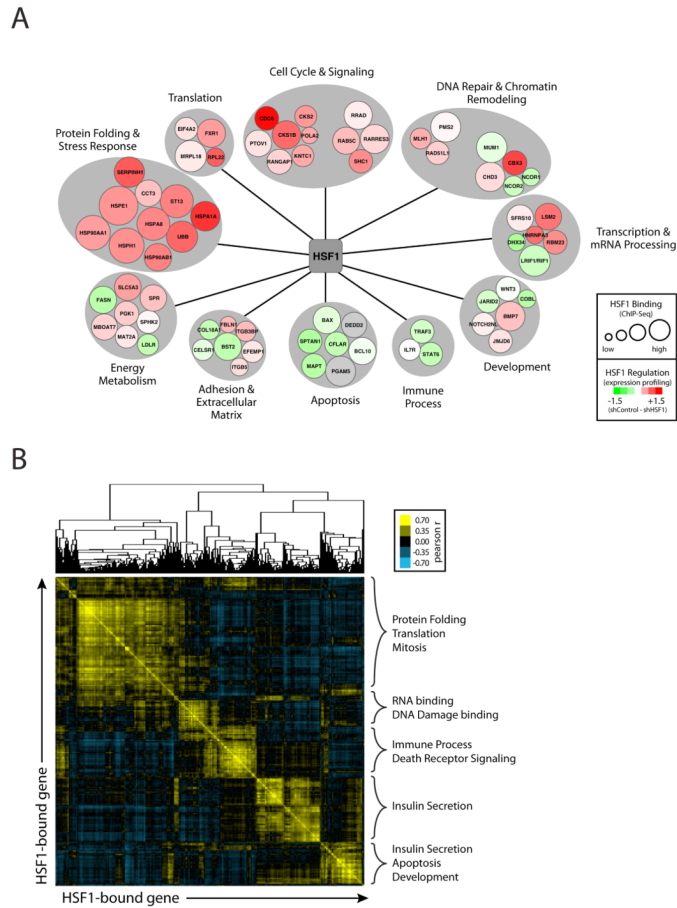 A
Cell Cycle & Signaling
DNA Repair & Chromatin
Remodeling
Translation
Protein Folding &
Stress Response
CDC6
CKS2
RRAD
PTOV1
CKS1B
POLA2
RAB5C
RARRES3
RANGAP1
KNTC1
SHC1
PMS2
MLH1
RAD51L1
MUM1
CBX3
CHD3
NCOR1
NCOR2
EIF4A2
FXR1
MRPL18
RPL22
SERPINH1
CCT3
HSPE1
ST13
HSPA1A
HSP90AA1
HSPA8
UBB
HSPH1
HSP90AB1
HSF1
SFRS10
LSM2
HNRNPA3
DHX34
RBM23
LRIF1/RIF1
Transcription &
mRNA Processing
FASN
SLC5A3
SPR
PGK1
SPHK2
MBOAT7
MAT2A
LDLR
Energy
Metabolism
COL18A1
FBLN1
ITGB3BP
CELSR1
BST2
EFEMP1
ITGB5
Adhesion &
Extracellular
Matrix
BAX
DEDD2
SPTAN1
CFLAR
BCL10
MAPT
PGAM5
Apoptosis
TRAF3
IL7R
STAT6
Immune
Process
WNT3
JARID2
COBL
BMP7
NOTCH2NL
JMJD6
Development
HSF1 Binding
(ChIP-Seq)
low
high
HSF1 Regulation
(expression profiling)
-1.5
+1.5
(shControl - shHSF1)
B
0.70
0.35
0.00
-0.35
-0.70
pearson r
Protein Folding
Translation
Mitosis
RNA binding
DNA Damage binding
Immune Process
Death Receptor Signaling
Insulin Secretion
Insulin Secretion
Apoptosis
Development
HSF1-bound gene
HSF1-bound gene